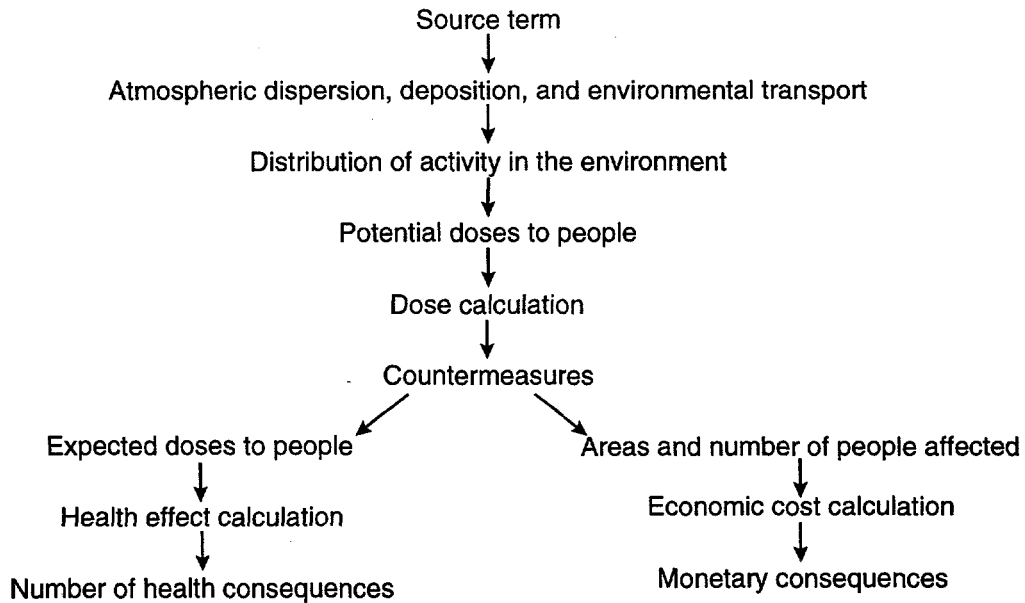 Source term
Atmospheric dispersion, deposition, and environmental transport
Distribution of activity in the environment
Potential doses to people
Dose calculation
Countermeasures
Expected doses to people
Areas and number of people affected
Health effect calculation
Economic cost calculation
Number of health consequences
Monetary consequences